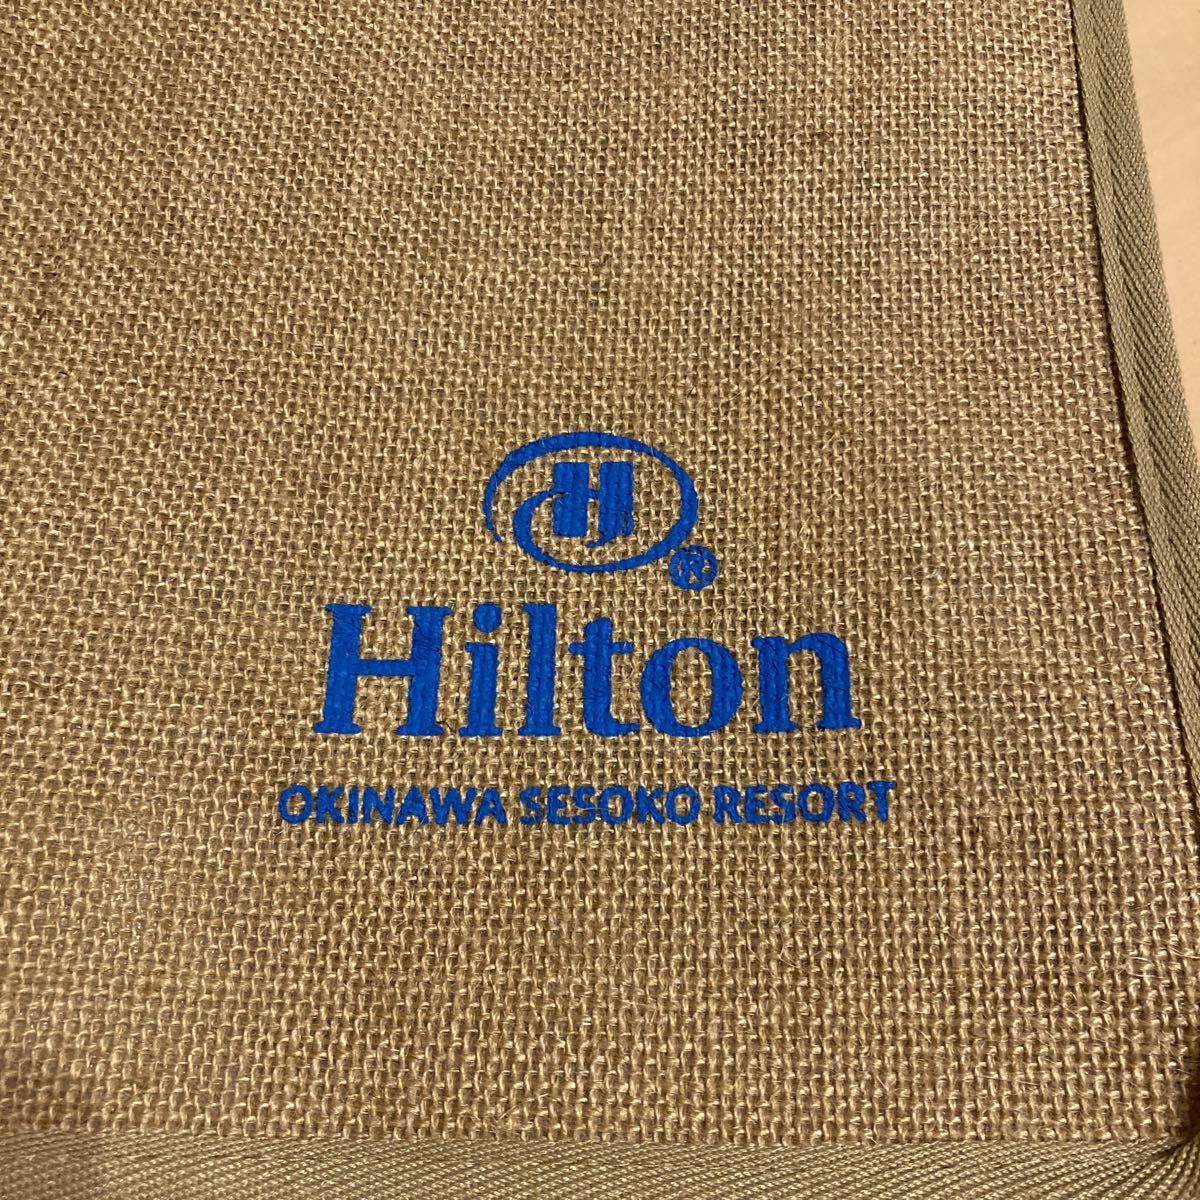 H
®
Hilton
OKINAWA SESOKO RESORT